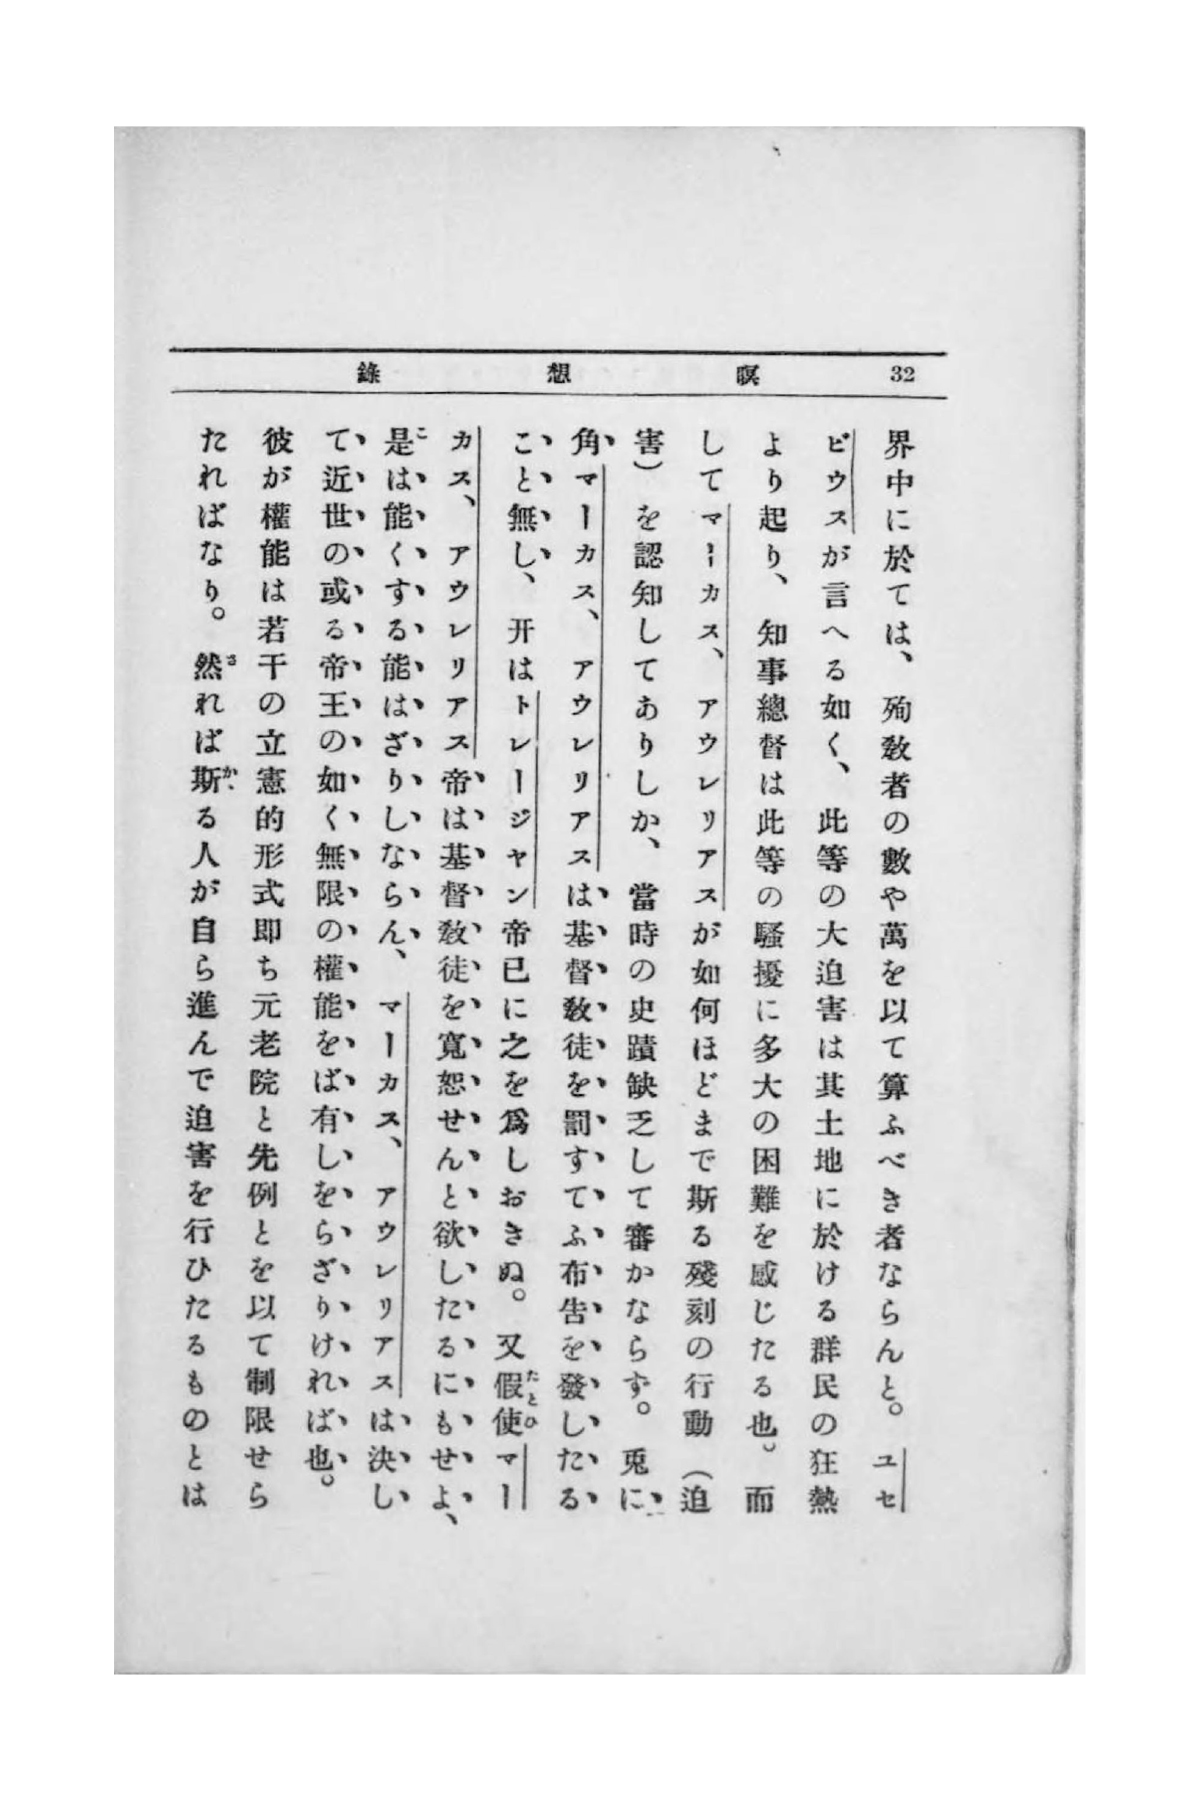 32 瞑想錄
界中に於ては、殉敎者の數や萬を以て算ふべき者ならんと。ユセ
ビウスが言へる如く、此等の大迫害は其土地に於ける群民の狂熱
より起り、知事總督は此等の騷擾に多大の困難を感じたる也。而
してマーカス、アウレリアスが如何ほどまで斯る殘刻の行動（迫
害）を認知してありしか、當時の史蹟缺乏して審かならず。兎に
角マーカス、アウレリアスは基督敎徒を罰すてふ布吿を發したる
こと無し、开はトレージヤン帝已に之を爲しおきぬ。又假使マー
カス、アウレリアス帝は基督敎徒を寬恕せんと欲したるにもせよ、
是は能くする能はざりしならん、マーカス、アウレリアスは決し
て近世の或る帝王の如く無限の權能をば有しをらざりければ也。
彼が權能は若干の立憲的形式卽ち元老院と先例とを以て制限せら
たればなり。然れば斯る人が自ら進んで迫害を行ひたるものとは